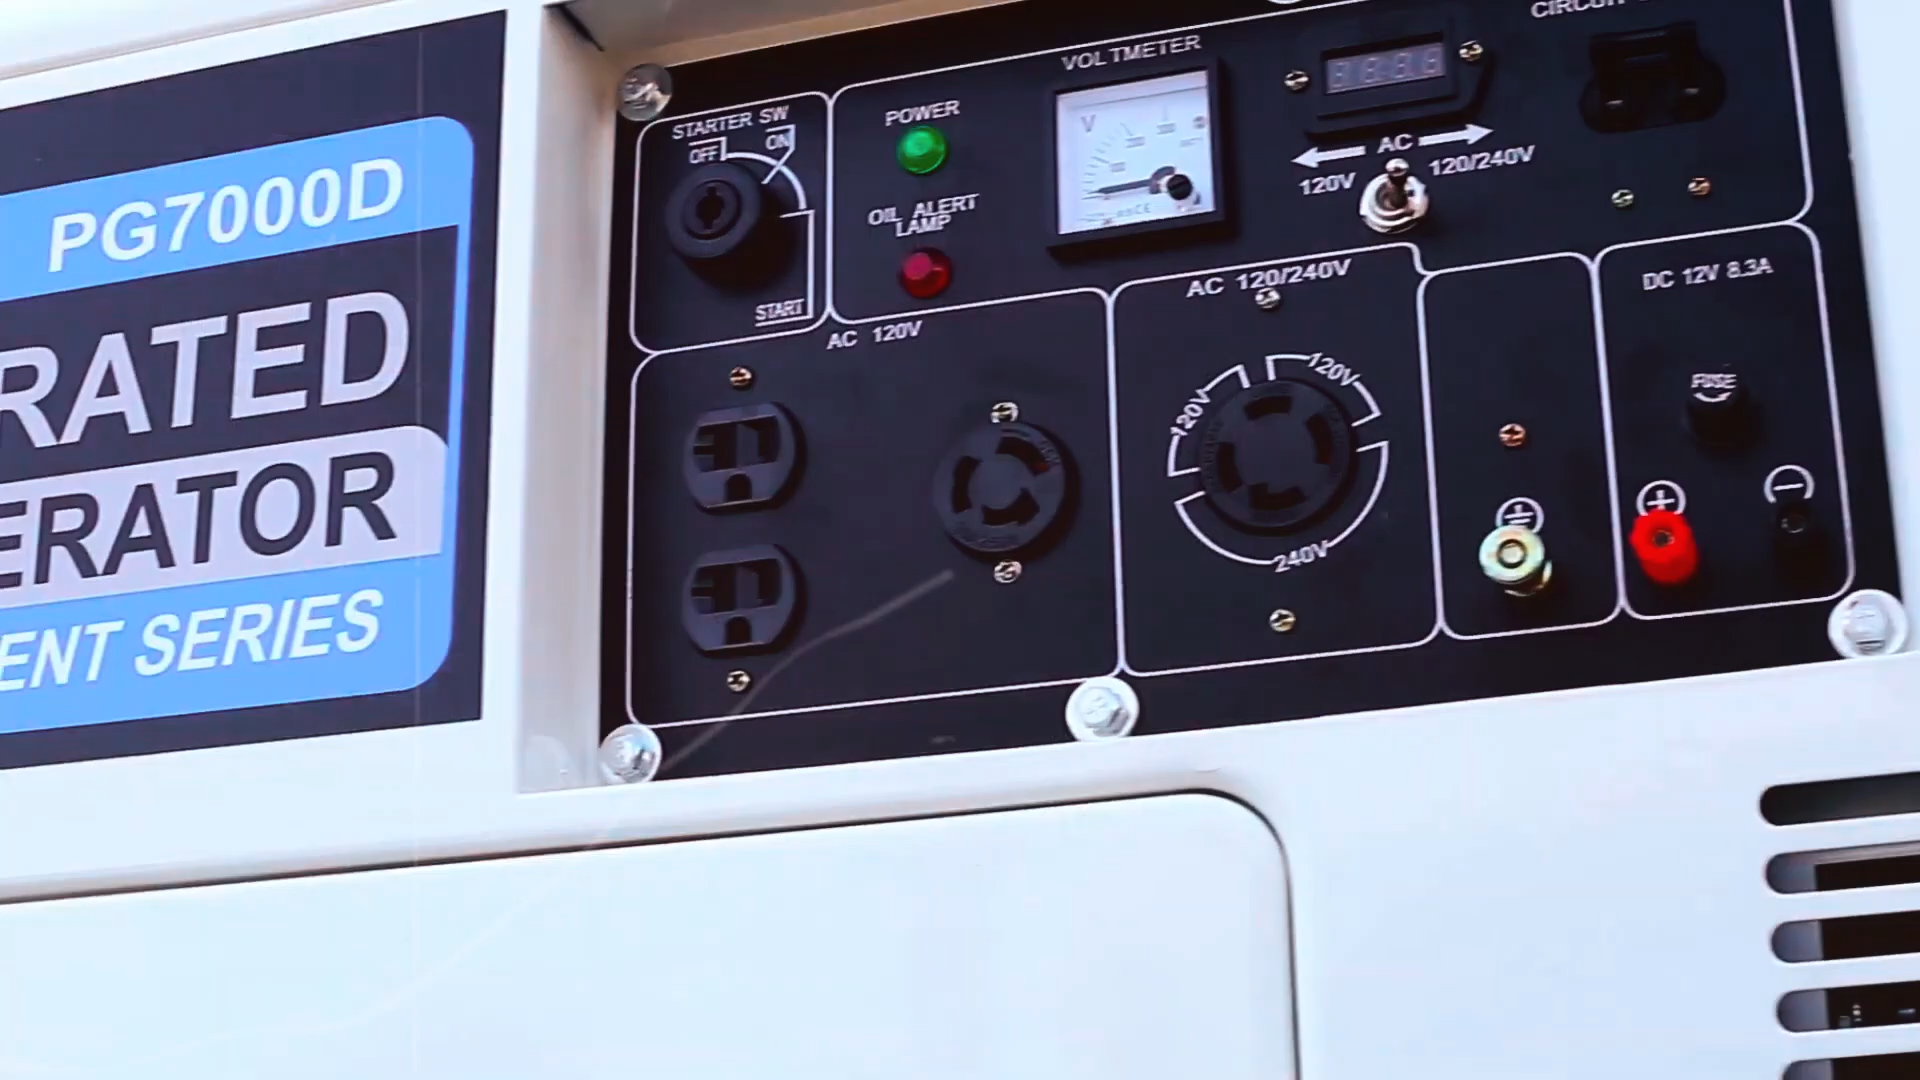 PG7000D
RATED
ERATOR
ENT SERIES
STARTER SW
OFF
ON
START
POWER
OIL ALERT
LAMP
VOLTMETER
V
AC
120V
120/240V
AC 120V
AC 120/240V
120V
120V
240V
DC 12V 8.3A
FUSE
+
-